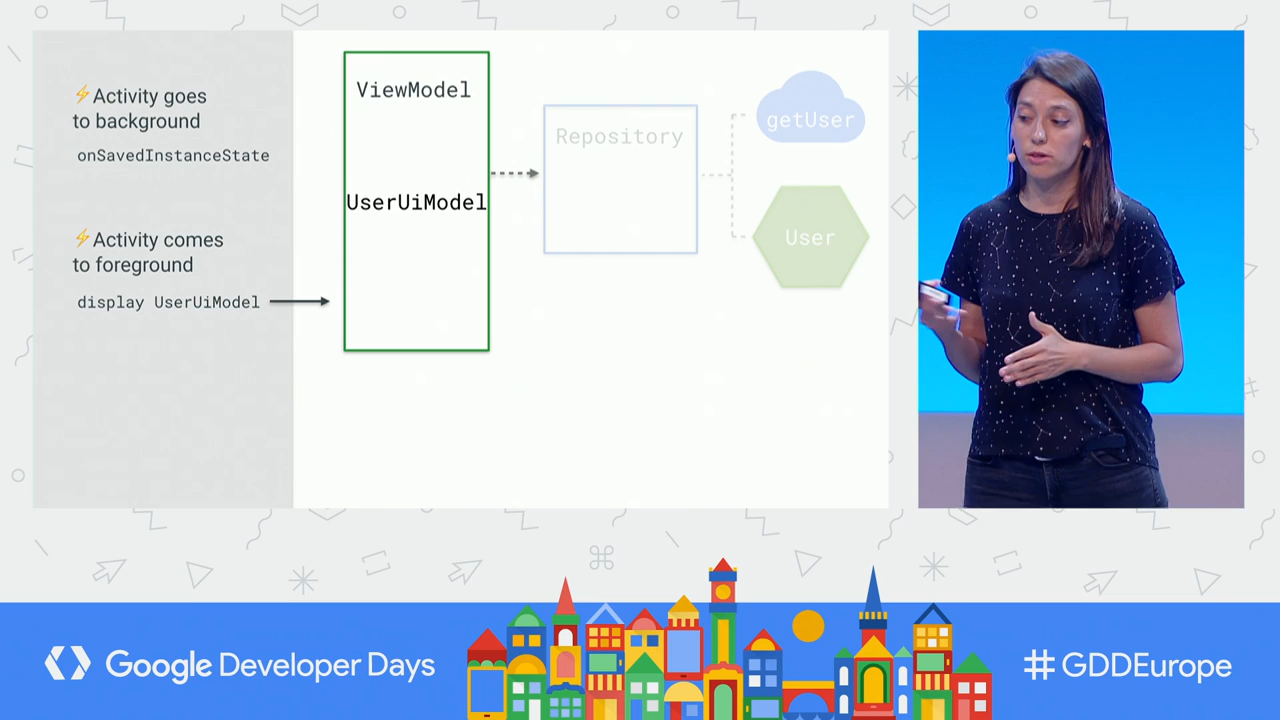 ⚡Activity goes
to background
onSavedInstanceState
⚡Activity comes
to foreground
display UserUiModel
ViewModel
UserUiModel
Repository
getUser
User
Google Developer Days
#GDDEurope